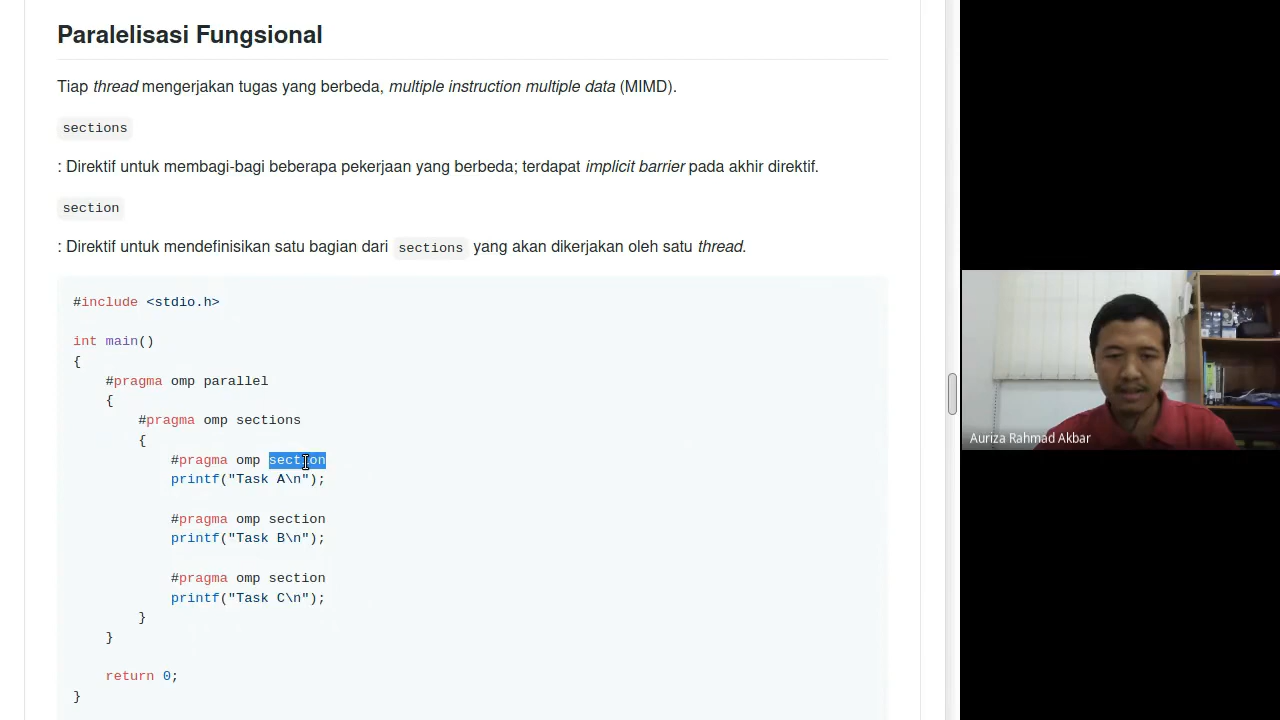 Paralelisasi Fungsional
Tiap thread mengerjakan tugas yang berbeda, multiple instruction multiple data (MIMD).
sections
: Direktif untuk membagi-bagi beberapa pekerjaan yang berbeda; terdapat implicit barrier pada akhir direktif.
section
: Direktif untuk mendefinisikan satu bagian dari sections yang akan dikerjakan oleh satu thread.
#include <stdio.h>
int main()
{
#pragma omp parallel
{
#pragma omp sections
{
#pragma omp section
printf("Task A\n");
#pragma omp section
printf("Task B\n");
#pragma omp section
printf("Task C\n");
}
}
return 0;
}
Auriza Rahmad Akbar